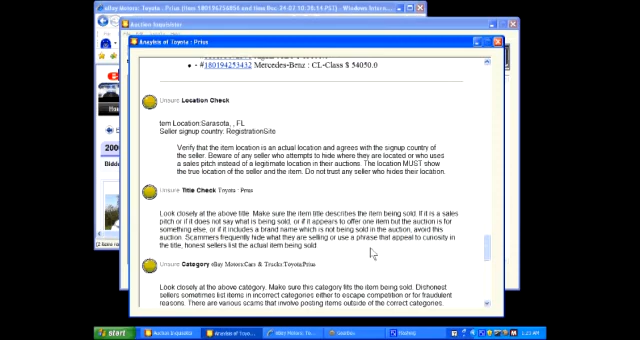 eBay Motors: Toyota : Prius (item 180196256056 end time Dec-24-07 10:30:14 PST) - Windows Intern...
Auction Inquisitor
Anaylsis of Toyota : Prius
- #180194253432 Mercedes-Benz : CL-Class $ 54050.0
Unsure Location Check
Item Location:Sarasota, , FL
Seller signup country: RegistrationSite
Verify that the item location is an actual location and agrees with the signup country of
the seller. Beware of any seller who attempts to hide where they are located or who uses
a sales pitch instead of a legitimate location in their auctions. The location MUST show
the true location of the seller and the item. Do not trust any seller who hides their location.
Unsure Title Check Toyota : Prius
Look closely at the above title. Make sure the item title describes the item being sold. If it is a sales
pitch or if it does not say what is being sold, or if it appears to offer one item but the auction is for
something else, or if it includes a brand name which is not being sold in the auction, avoid this
auction. Scammers frequently hide what they are selling or use a phrase that appeal to curiosity in
the title, honest sellers list the actual item being sold
Unsure Category eBay Motors:Cars & Trucks:Toyota:Prius
Look closely at the above category. Make sure this category fits the item being sold. Dishonest
sellers sometimes list items in incorrect categories either to escape competition or for fraudulent
reasons. There are various scams that involve posting items outside of the correct categories.
200
Bidde
start
Auction Inquisitor
Anaylsis of Toyota...
eBay Motors: To...
1:23 AM